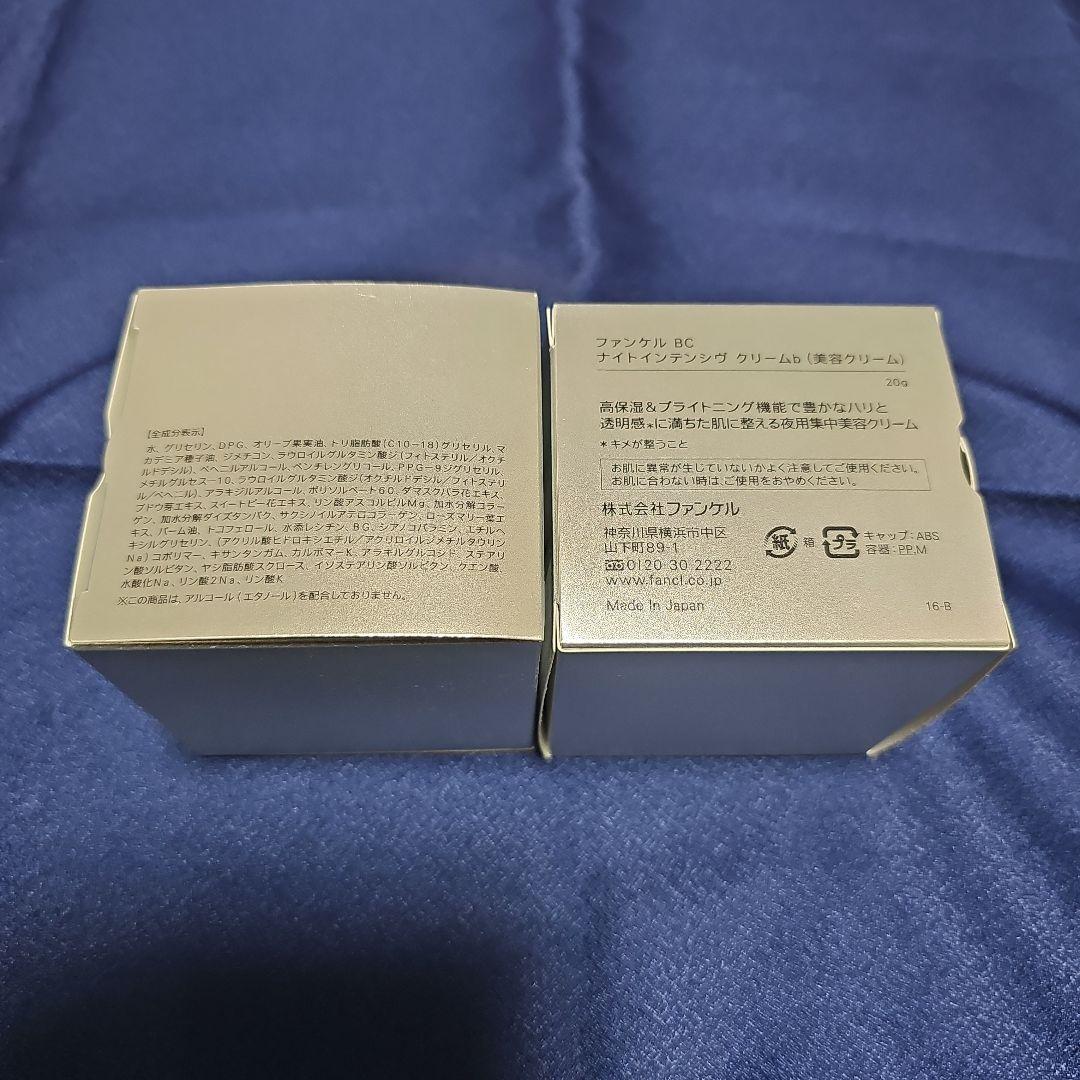 【全成分表示】
水、グリセリン、DPG、オリーブ果実油、トリ脂肪酸(C10-18)グリセリル、マ
カデミア種子油、ジメチコン、ラウロイルグルタミン酸ジ(フィトステリル/オクチ
ルドデシル)、ベヘニルアルコール、ペンチレングリコール、PPG-9ジグリセリル、
メチルグルセス-10、ラウロイルグルタミン酸ジ(オクチルドデシル/フィトステリ
ル/ベヘニル)、アラキジルアルコール、ポリソルベート60、ダマスクバラ花エキス、
ブドウ芽エキス、スイートピー花エキス、リン酸アスコルビルMg、加水分解コラー
ゲン、加水分解ダイズタンパク、サクシノイルアテロコラーゲン、ローズマリー葉エ
キス、パーム油、トコフェロール、水添レシチン、BG、シアノコバラミン、エチルヘ
キシルグリセリン、(アクリル酸ヒドロキシエチル/アクリロイルジメチルタウリン
Na)コポリマー、キサンタンガム、カルボマーK、アラキルグルコシド、ステアリ
ン酸ソルビタン、ヤシ脂肪酸スクロース、イソステアリン酸ソルビタン、クエン酸、
水酸化Na、リン酸2Na、リン酸K
※この商品は、アルコール(エタノール)を配合しておりません。
ファンケル BC
ナイトインテンシヴ クリームb(美容クリーム)
20g
高保湿&ブライトニング機能で豊かなハリと
透明感*に満ちた肌に整える夜用集中美容クリーム
*キメが整うこと
お肌に異常が生じていないかよく注意してご使用ください。
お肌に合わない時は、ご使用をおやめください。
株式会社ファンケル
神奈川県横浜市中区
山下町89-1
0120-30-2222
www.fancl.co.jp
紙 箱 プラ キャップ:ABS
容器:PP,M
Made In Japan
16-B